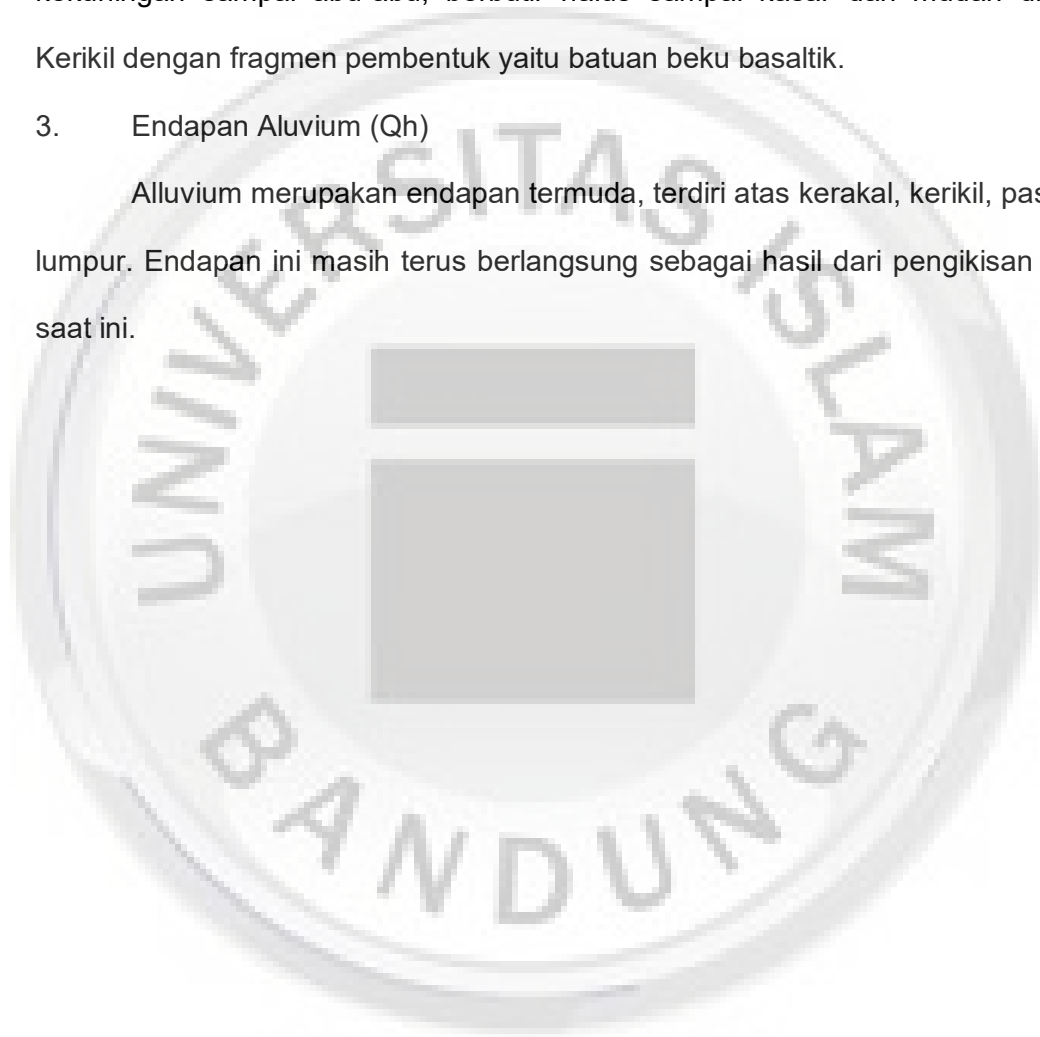 Kerikil dengan fragmen pembentuk yaitu batuan beku basaltik.
3. Endapan Aluvium (Qh)
Alluvium merupakan endapan termuda, terdiri atas kerakal, kerikil,
lumpur. Endapan ini masih terus berlangsung sebagai hasil dari pengikisan
saat ini.
UNIVERSITAS ISLAM
BANDUNG